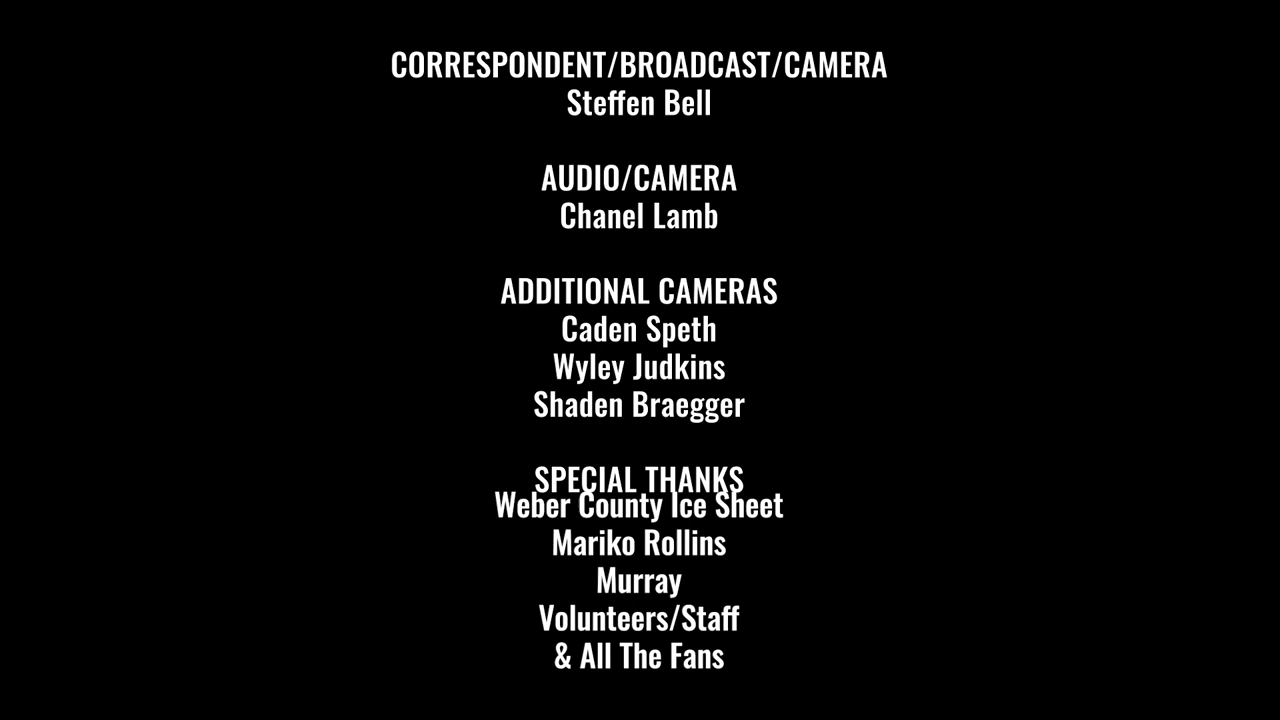 CORRESPONDENT/BROADCAST/CAMERA
Steffen Bell
AUDIO/CAMERA
Chanel Lamb
ADDITIONAL CAMERAS
Caden Speth
Wyley Judkins
Shaden Braegger
SPECIAL THANKS
Weber County Ice Sheet
Mariko Rollins
Murray
Volunteers/Staff
& All The Fans